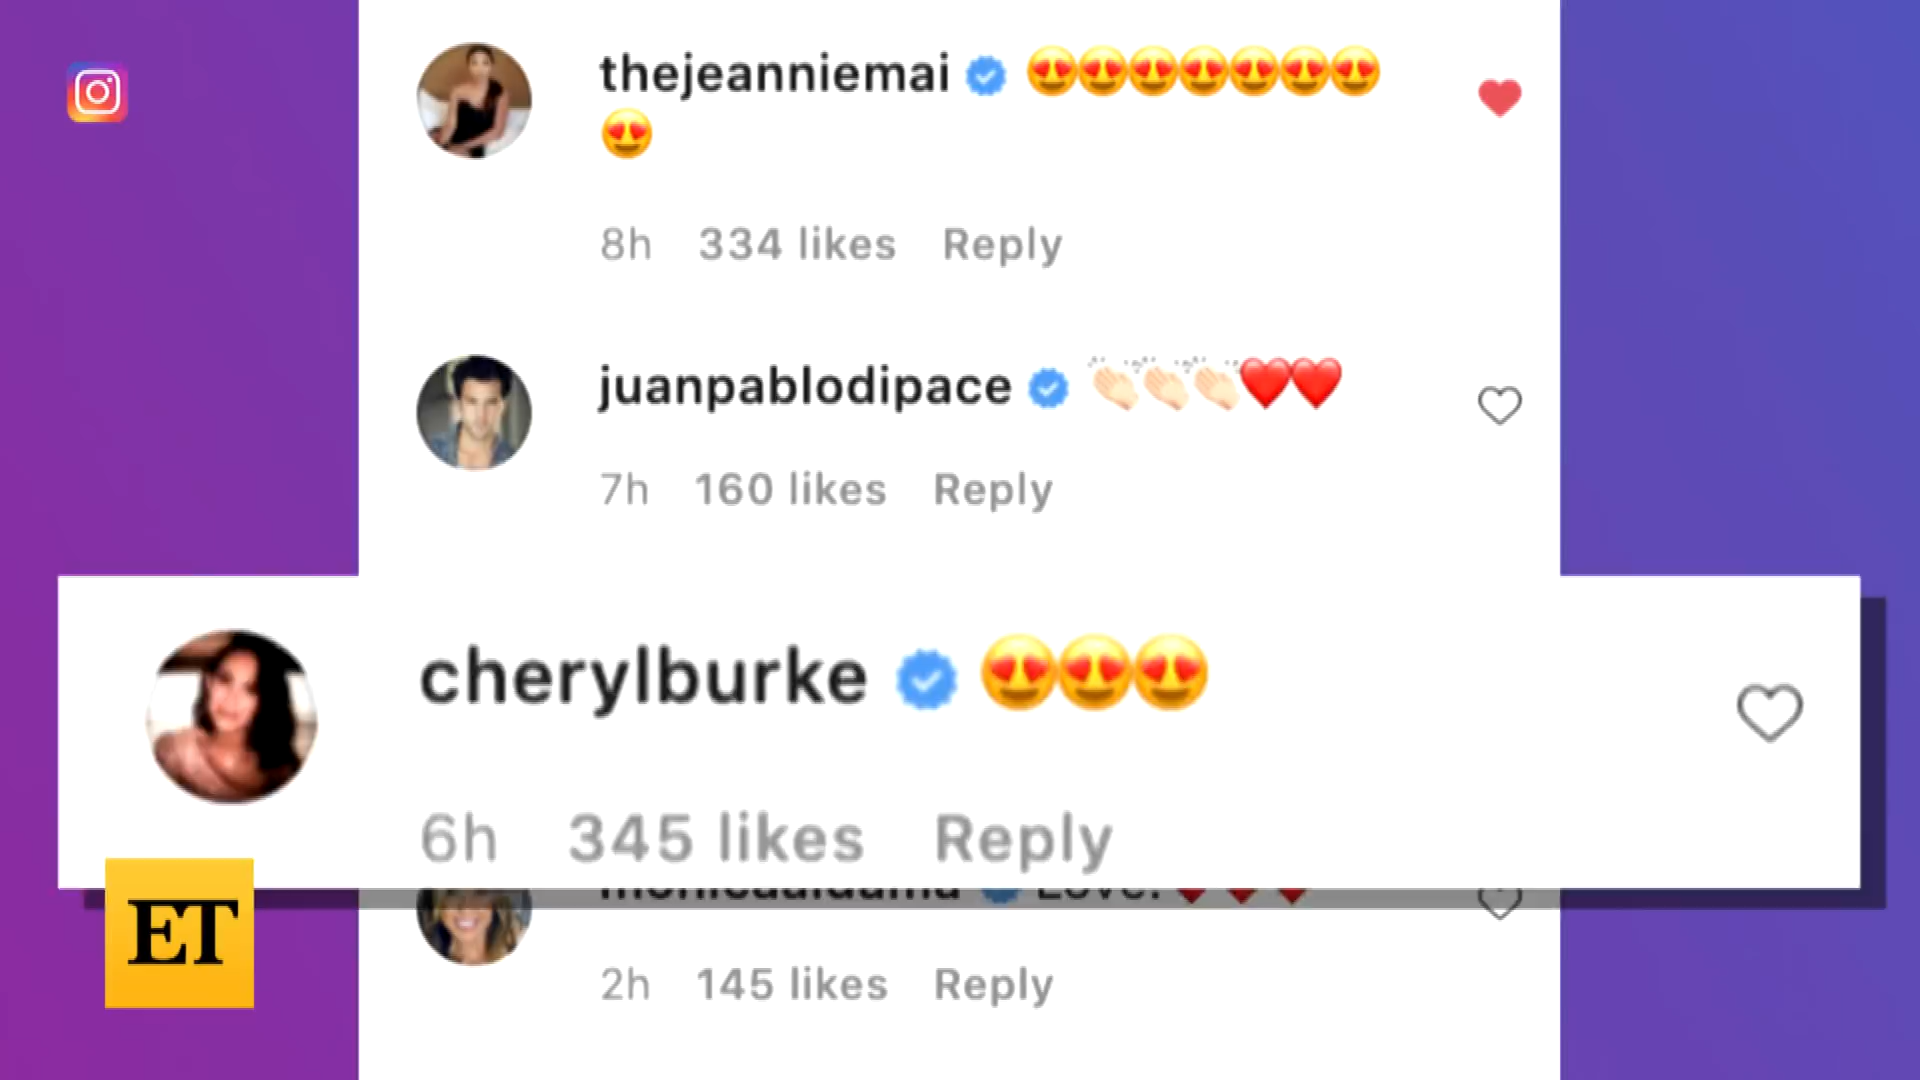 thejeanniemai 😍😍😍😍😍😍😍
😍
8h 334 likes Reply
juanpablodipace 👏🏻👏🏻👏🏻❤️❤️
7h 160 likes Reply
cherylburke 😍😍😍
6h 345 likes Reply
2h 145 likes Reply
ET